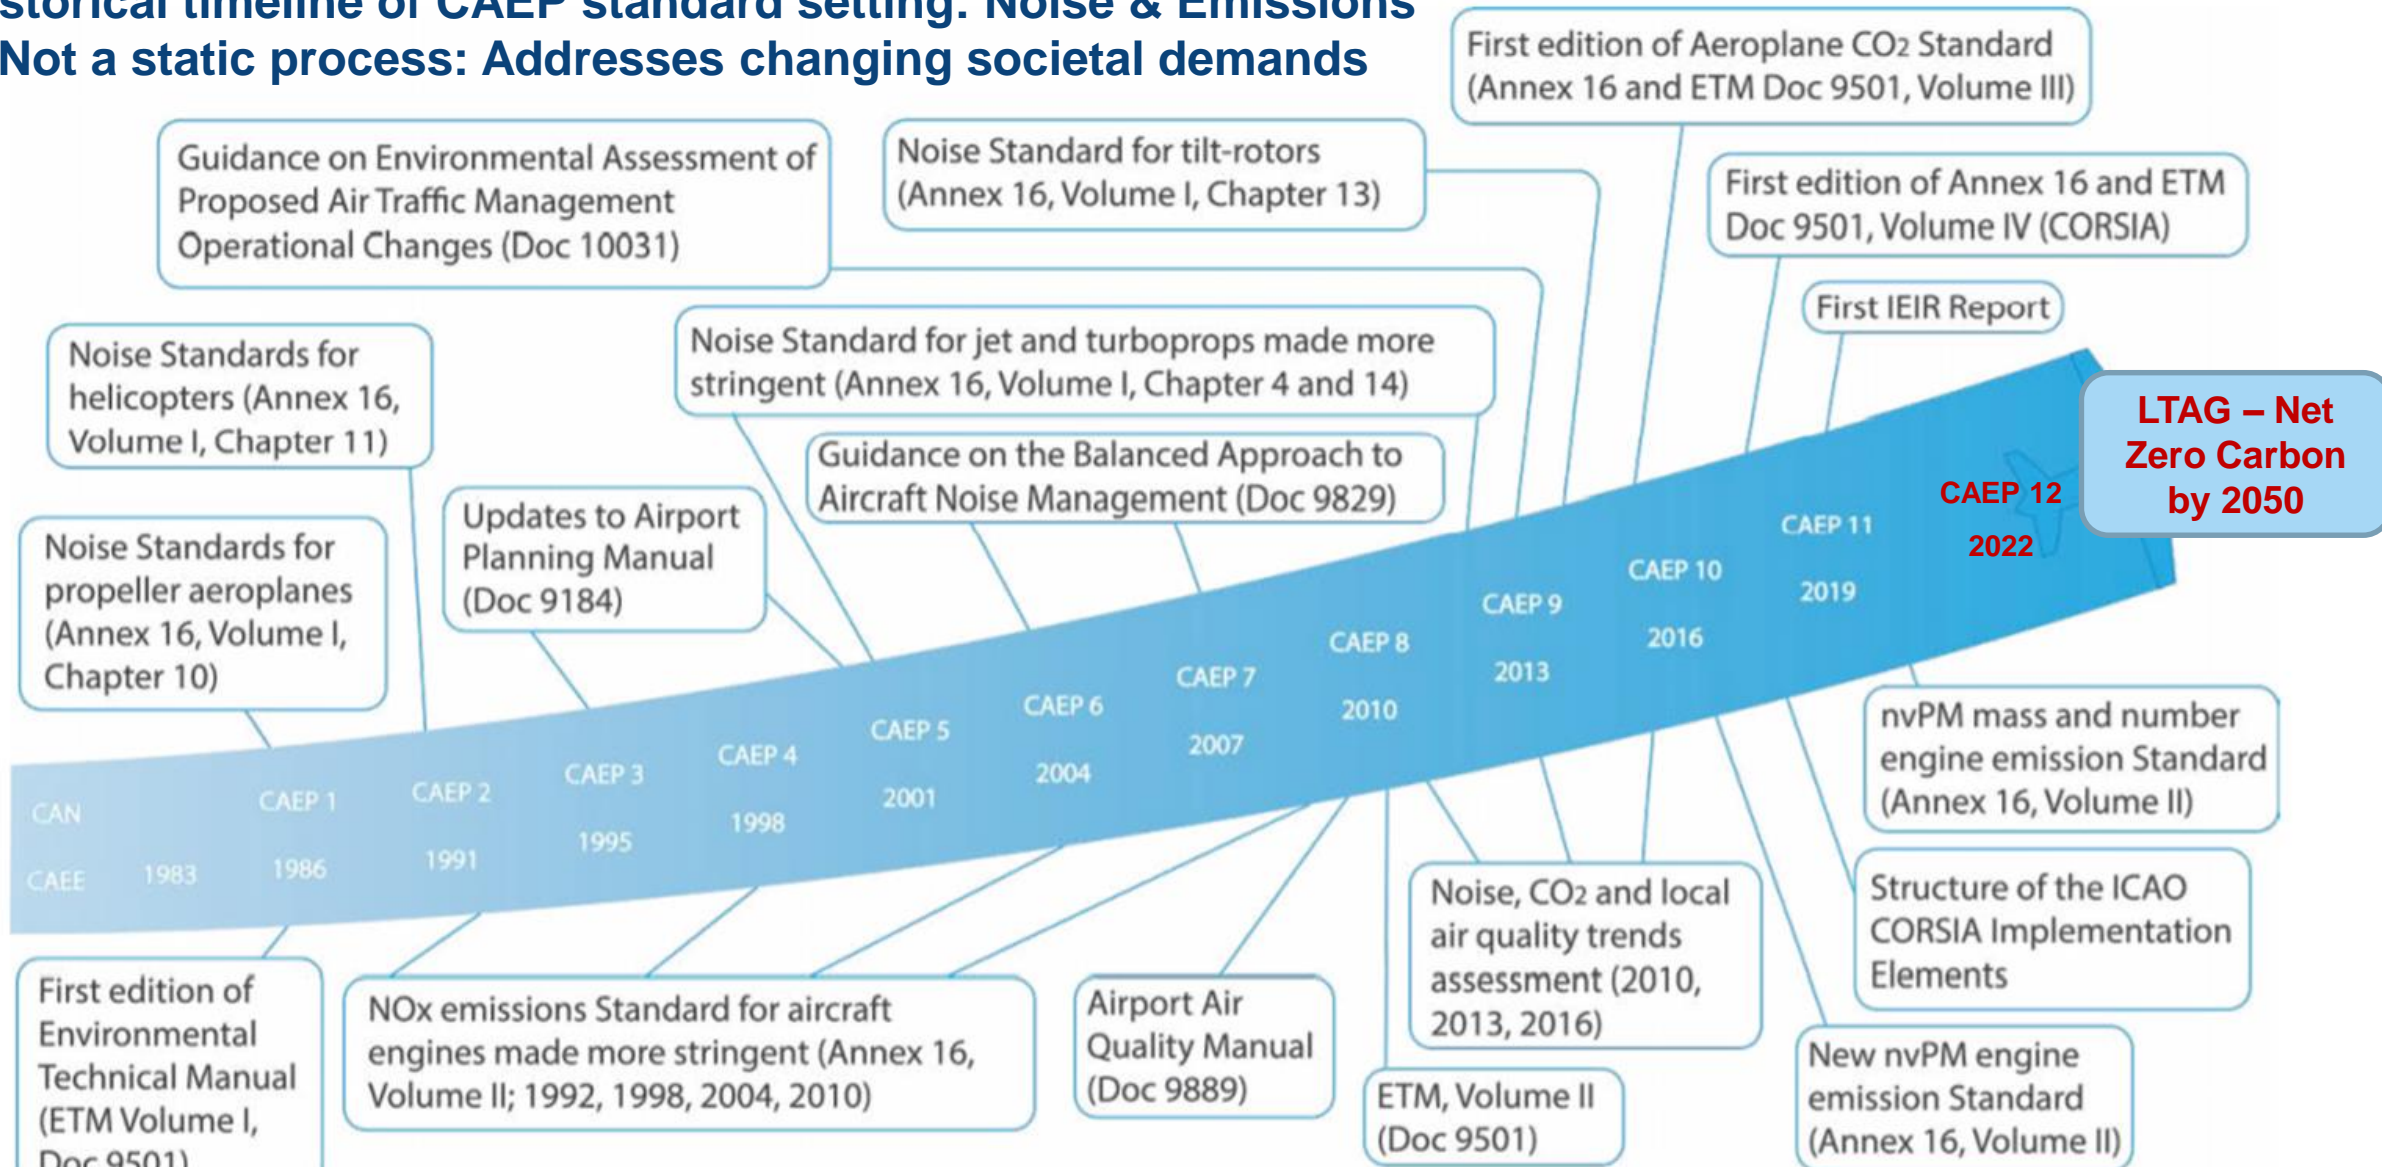 storical timeline of CAEP standard setting: Noise & Emissions
Not a static process: Addresses changing societal demands
First edition of Aeroplane CO2 Standard
(Annex 16 and ETM Doc 9501, Volume III)
Guidance on Environmental Assessment of
Proposed Air Traffic Management
Operational Changes (Doc 10031)
Noise Standard for tilt-rotors
(Annex 16, Volume I, Chapter 13)
First edition of Annex 16 and ETM
Doc 9501, Volume IV (CORSIA)
First IEIR Report
Noise Standards for
helicopters (Annex 16,
Volume I, Chapter 11)
Noise Standard for jet and turboprops made more
stringent (Annex 16, Volume I, Chapter 4 and 14)
Guidance on the Balanced Approach to
Aircraft Noise Management (Doc 9829)
LTAG – Net
Zero Carbon
by 2050
Noise Standards for
propeller aeroplanes
(Annex 16, Volume I,
Chapter 10)
Updates to Airport
Planning Manual
(Doc 9184)
CAN
CAEE
1983
CAEP 1
1986
CAEP 2
1991
CAEP 3
1995
CAEP 4
1998
CAEP 5
2001
CAEP 6
2004
CAEP 7
2007
CAEP 8
2010
CAEP 9
2013
CAEP 10
2016
CAEP 11
2019
CAEP 12
2022
First edition of
Environmental
Technical Manual
(ETM Volume I,
Doc 9501)
NOx emissions Standard for aircraft
engines made more stringent (Annex 16,
Volume II; 1992, 1998, 2004, 2010)
Airport Air
Quality Manual
(Doc 9889)
ETM, Volume II
(Doc 9501)
Noise, CO2 and local
air quality trends
assessment (2010,
2013, 2016)
nvPM mass and number
engine emission Standard
(Annex 16, Volume II)
Structure of the ICAO
CORSIA Implementation
Elements
New nvPM engine
emission Standard
(Annex 16, Volume II)